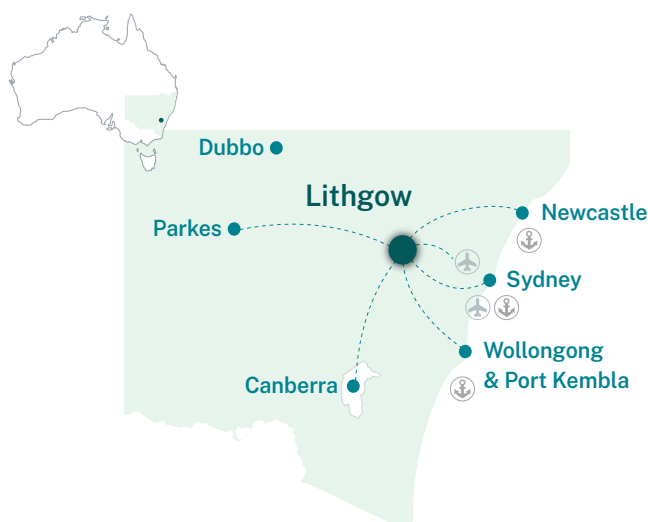 Dubbo
Lithgow
Parkes
Newcastle
Sydney
Wollongong
& Port Kembla
Canberra